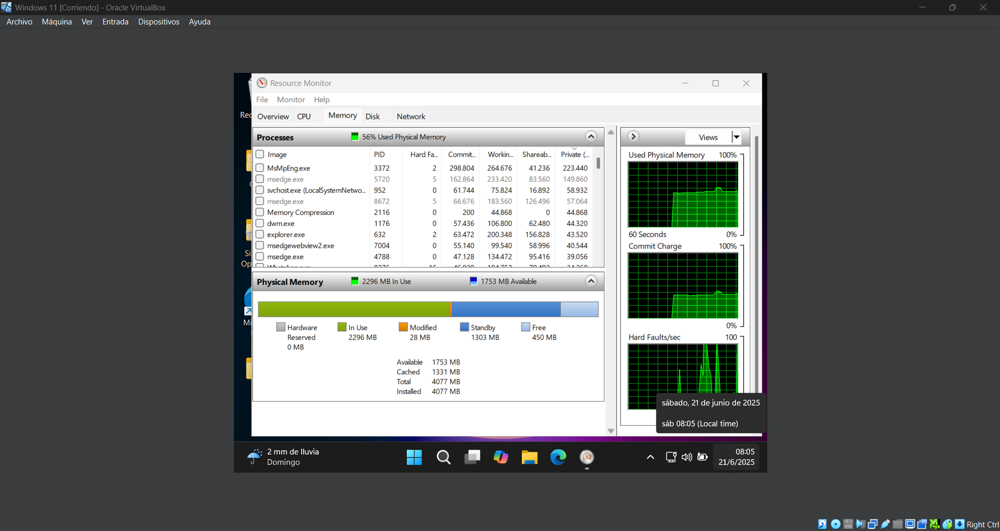 Windows 11 [Corriendo] - Oracle VirtualBox
Archivo Máquina Ver Entrada Dispositivos Ayuda
Resource Monitor
File Monitor Help
Overview CPU Memory Disk Network
Processes 56% Used Physical Memory
Image PID Hard Fa... Commit... Workin... Shareab... Private (...
MsMpEng.exe 3372 2 298.804 264.676 41.236 223.440
msedge.exe 5720 5 162.864 233.420 83.560 149.860
svchost.exe (LocalSystemNetwo... 952 0 61.744 75.824 16.892 58.932
msedge.exe 8672 5 66.676 183.560 126.496 57.064
Memory Compression 2116 0 200 44.868 0 44.868
dwm.exe 1176 0 57.436 106.800 62.480 44.320
explorer.exe 632 2 63.472 200.348 156.828 43.520
msedgewebview2.exe 7004 0 55.140 99.540 58.996 40.544
msedge.exe 4788 0 47.128 134.472 95.416 39.056
Physical Memory 2296 MB In Use 1753 MB Available
Hardware Reserved 0 MB
In Use 2296 MB
Modified 28 MB
Standby 1303 MB
Free 450 MB
Available 1753 MB
Cached 1331 MB
Total 4077 MB
Installed 4077 MB
Views
Used Physical Memory 100%
60 Seconds 0%
Commit Charge 100%
0%
Hard Faults/sec 100
sábado, 21 de junio de 2025
sáb 08:05 (Local time)
Rec
Si
Op
Mi
2 mm de lluvia
Domingo
08:05
21/6/2025
Right Ctrl